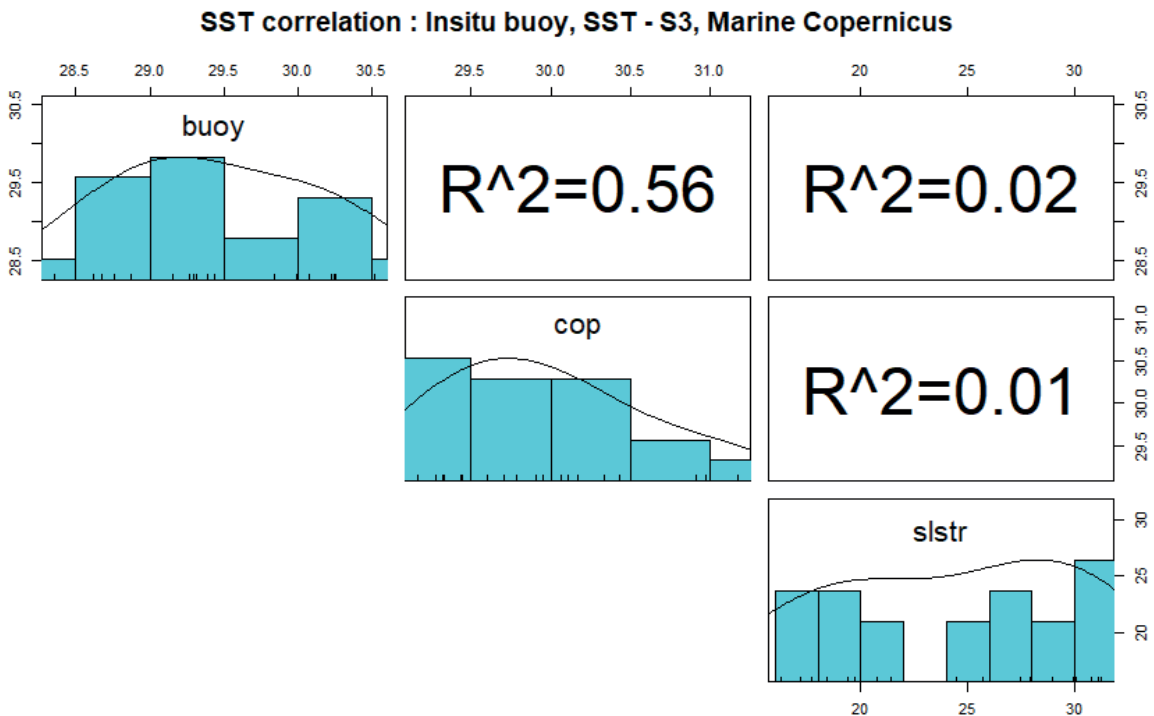 SST correlation : Insitu buoy, SST - S3, Marine Copernicus
28.5 29.0 29.5 30.0 30.5 29.5 30.0 30.5 31.0 20 25 30
buoy
R^2=0.56
R^2=0.02
30.5
29.5
28.5
30.5
29.5
28.5
cop
R^2=0.01
31.0
30.5
30.0
29.5
slstr
30
25
20
20 25 30